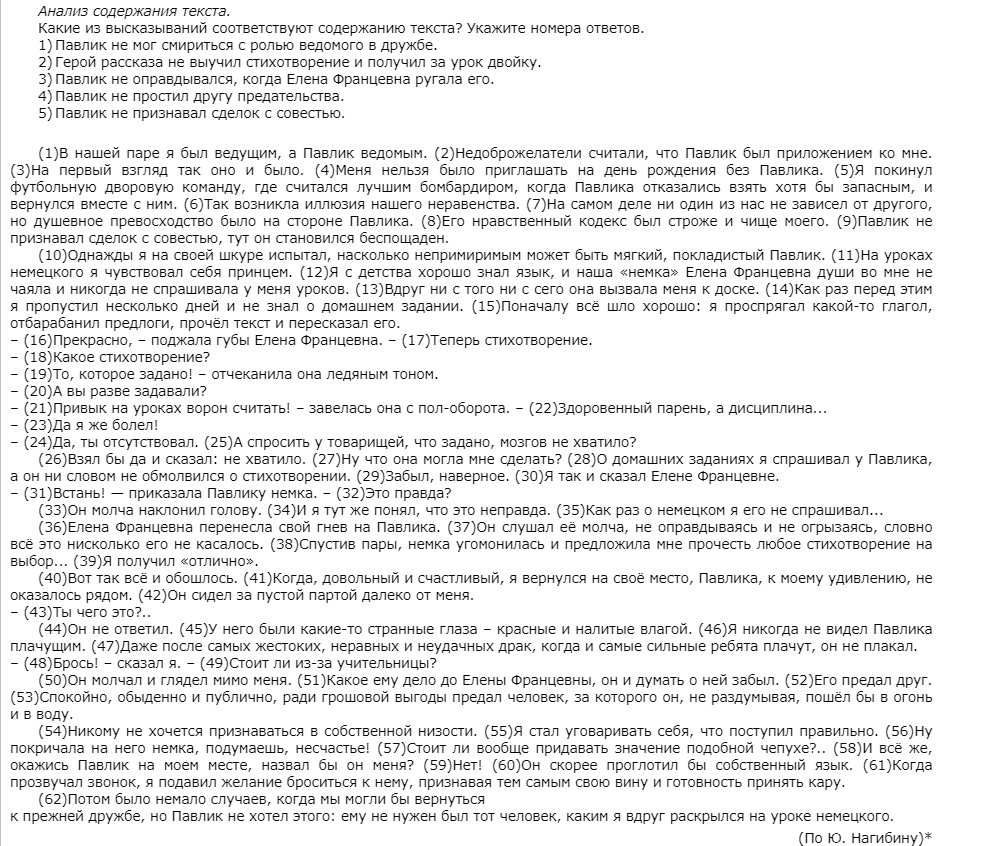 Анализ содержания текста.
Какие из высказываний соответствуют содержанию текста? Укажите номера ответов.
1) Павлик не мог смириться с ролью ведомого в дружбе.
2) Герой рассказа не выучил стихотворение и получил за урок двойку.
3) Павлик не оправдывался, когда Елена Францевна ругала его.
4) Павлик не простил другу предательства.
5) Павлик не признавал сделок с совестью.
(1)В нашей паре я был ведущим, а Павлик ведомым. (2)Недоброжелатели считали, что Павлик был приложением ко мне.
(3)На первый взгляд так оно и было. (4)Меня нельзя было приглашать на день рождения без Павлика. (5)Я покинул
футбольную дворовую команду, где считался лучшим бомбардиром, когда Павлика отказались взять хотя бы запасным, и
вернулся вместе с ним. (6)Так возникла иллюзия нашего неравенства. (7)На самом деле ни один из нас не зависел от другого,
но душевное превосходство было на стороне Павлика. (8)Его нравственный кодекс был строже и чище моего. (9)Павлик не
признавал сделок с совестью, тут он становился беспощаден.
(10)Однажды я на своей шкуре испытал, насколько непримиримым может быть мягкий, покладистый Павлик. (11)На уроках
немецкого я чувствовал себя принцем. (12)Я с детства хорошо знал язык, и наша «немка» Елена Францевна души во мне не
чаяла и никогда не спрашивала у меня уроков. (13)Вдруг ни с того ни с сего она вызвала меня к доске. (14)Как раз перед этим
я пропустил несколько дней и не знал о домашнем задании. (15)Поначалу всё шло хорошо: я проспрягал какой-то глагол,
отбарабанил предлоги, прочёл текст и пересказал его.
– (16)Прекрасно, – поджала губы Елена Францевна. – (17)Теперь стихотворение.
– (18)Какое стихотворение?
– (19)То, которое задано! – отчеканила она ледяным тоном.
– (20)А вы разве задавали?
– (21)Привык на уроках ворон считать! – завелась она с пол-оборота. – (22)Здоровенный парень, а дисциплина...
– (23)Да я же болел!
– (24)Да, ты отсутствовал. (25)А спросить у товарищей, что задано, мозгов не хватило?
(26)Взял бы да и сказал: не хватило. (27)Ну что она могла мне сделать? (28)О домашних заданиях я спрашивал у Павлика,
а он ни словом не обмолвился о стихотворении. (29)Забыл, наверное. (30)Я так и сказал Елене Францевне.
– (31)Встань! — приказала Павлику немка. – (32)Это правда?
(33)Он молча наклонил голову. (34)И я тут же понял, что это неправда. (35)Как раз о немецком я его не спрашивал...
(36)Елена Францевна перенесла свой гнев на Павлика. (37)Он слушал её молча, не оправдываясь и не огрызаясь, словно
всё это нисколько его не касалось. (38)Спустив пары, немка угомонилась и предложила мне прочесть любое стихотворение на
выбор... (39)Я получил «отлично».
(40)Вот так всё и обошлось. (41)Когда, довольный и счастливый, я вернулся на своё место, Павлика, к моему удивлению, не
оказалось рядом. (42)Он сидел за пустой партой далеко от меня.
– (43)Ты чего это?..
(44)Он не ответил. (45)У него были какие-то странные глаза – красные и налитые влагой. (46)Я никогда не видел Павлика
плачущим. (47)Даже после самых жестоких, неравных и неудачных драк, когда и самые сильные ребята плачут, он не плакал.
– (48)Брось! – сказал я. – (49)Стоит ли из-за учительницы?
(50)Он молчал и глядел мимо меня. (51)Какое ему дело до Елены Францевны, он и думать о ней забыл. (52)Его предал друг.
(53)Спокойно, обыденно и публично, ради грошовой выгоды предал человек, за которого он, не раздумывая, пошёл бы в огонь
и в воду.
(54)Никому не хочется признаваться в собственной низости. (55)Я стал уговаривать себя, что поступил правильно. (56)Ну
покричала на него немка, подумаешь, несчастье! (57)Стоит ли вообще придавать значение подобной чепухе?.. (58)И всё же,
окажись Павлик на моем месте, назвал бы он меня? (59)Нет! (60)Он скорее проглотил бы собственный язык. (61)Когда
прозвучал звонок, я подавил желание броситься к нему, признавая тем самым свою вину и готовность принять кару.
(62)Потом было немало случаев, когда мы могли бы вернуться
к прежней дружбе, но Павлик не хотел этого: ему не нужен был тот человек, каким я вдруг раскрылся на уроке немецкого.
(По Ю. Нагибину)*